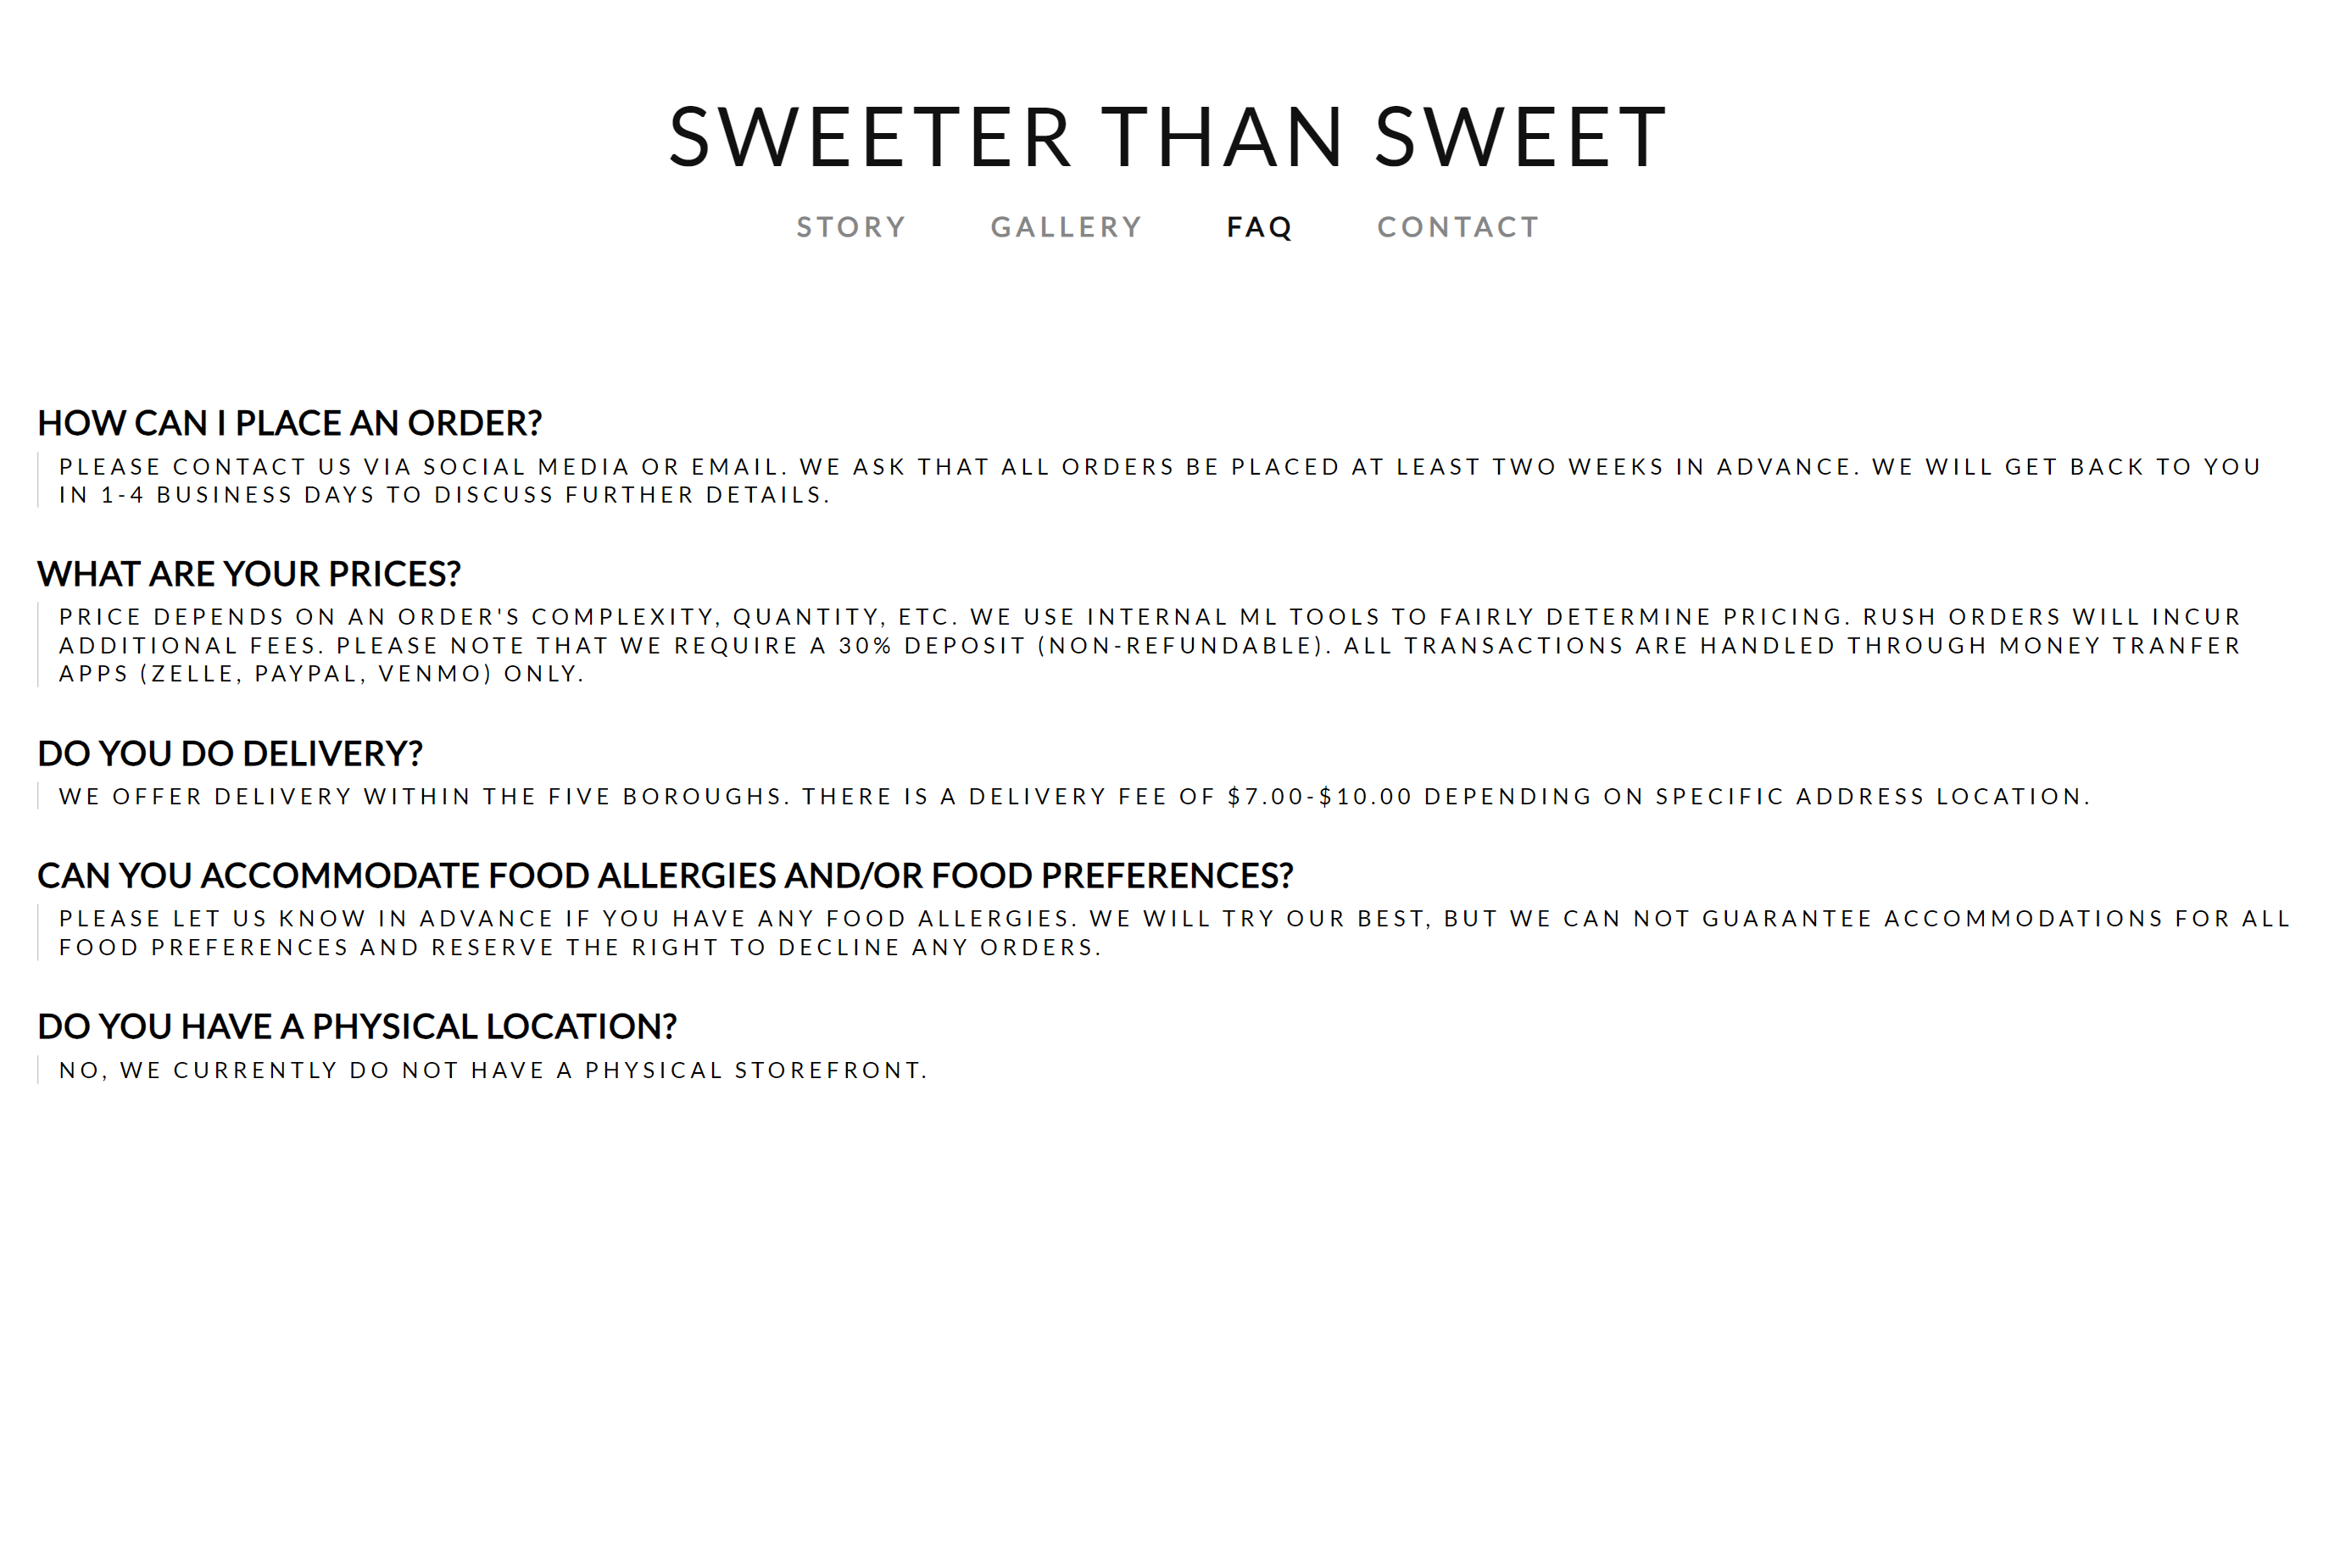 SWEETER THAN SWEET
STORY GALLERY FAQ CONTACT
HOW CAN I PLACE AN ORDER?
PLEASE CONTACT US VIA SOCIAL MEDIA OR EMAIL. WE ASK THAT ALL ORDERS BE PLACED AT LEAST TWO WEEKS IN ADVANCE. WE WILL GET BACK TO YOU
IN 1-4 BUSINESS DAYS TO DISCUSS FURTHER DETAILS.
WHAT ARE YOUR PRICES?
PRICE DEPENDS ON AN ORDER'S COMPLEXITY, QUANTITY, ETC. WE USE INTERNAL ML TOOLS TO FAIRLY DETERMINE PRICING. RUSH ORDERS WILL INCUR
ADDITIONAL FEES. PLEASE NOTE THAT WE REQUIRE A 30% DEPOSIT (NON-REFUNDABLE). ALL TRANSACTIONS ARE HANDLED THROUGH MONEY TRANFER
APPS (ZELLE, PAYPAL, VENMO) ONLY.
DO YOU DO DELIVERY?
WE OFFER DELIVERY WITHIN THE FIVE BOROUGHS. THERE IS A DELIVERY FEE OF $7.00-$10.00 DEPENDING ON SPECIFIC ADDRESS LOCATION.
CAN YOU ACCOMMODATE FOOD ALLERGIES AND/OR FOOD PREFERENCES?
PLEASE LET US KNOW IN ADVANCE IF YOU HAVE ANY FOOD ALLERGIES. WE WILL TRY OUR BEST, BUT WE CAN NOT GUARANTEE ACCOMMODATIONS FOR ALL
FOOD PREFERENCES AND RESERVE THE RIGHT TO DECLINE ANY ORDERS.
DO YOU HAVE A PHYSICAL LOCATION?
NO, WE CURRENTLY DO NOT HAVE A PHYSICAL STOREFRONT.